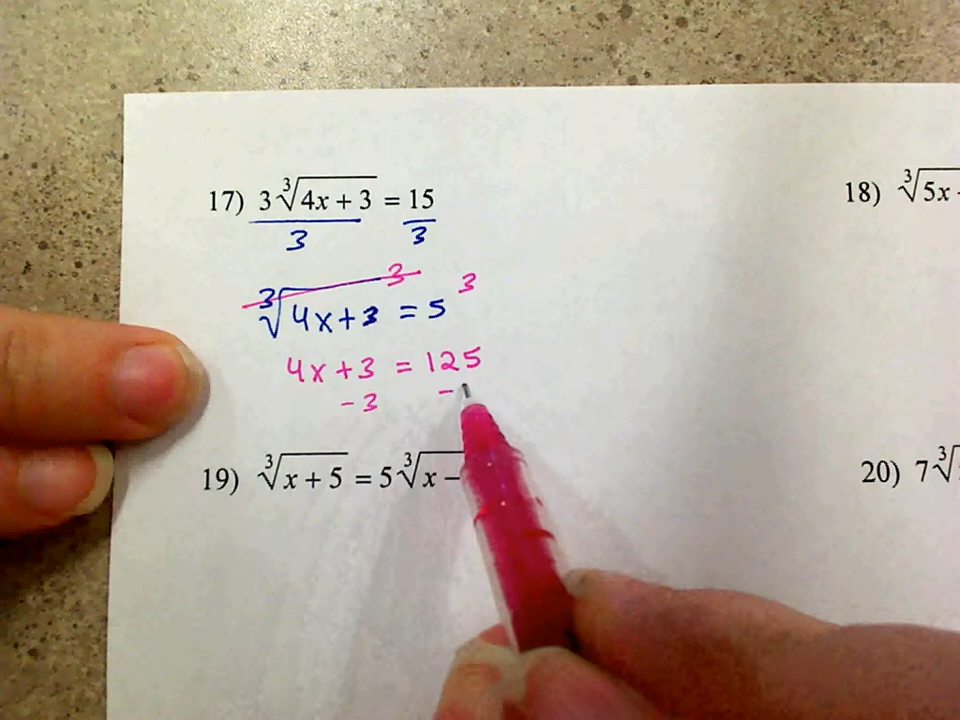 17) 3∛4x + 3 = 15
3 3
18) ∛5x
3 3
∛4x+3 = 5
4x+3 = 125
-3 -
19) ∛x + 5 = 5∛x –
20) 7∛